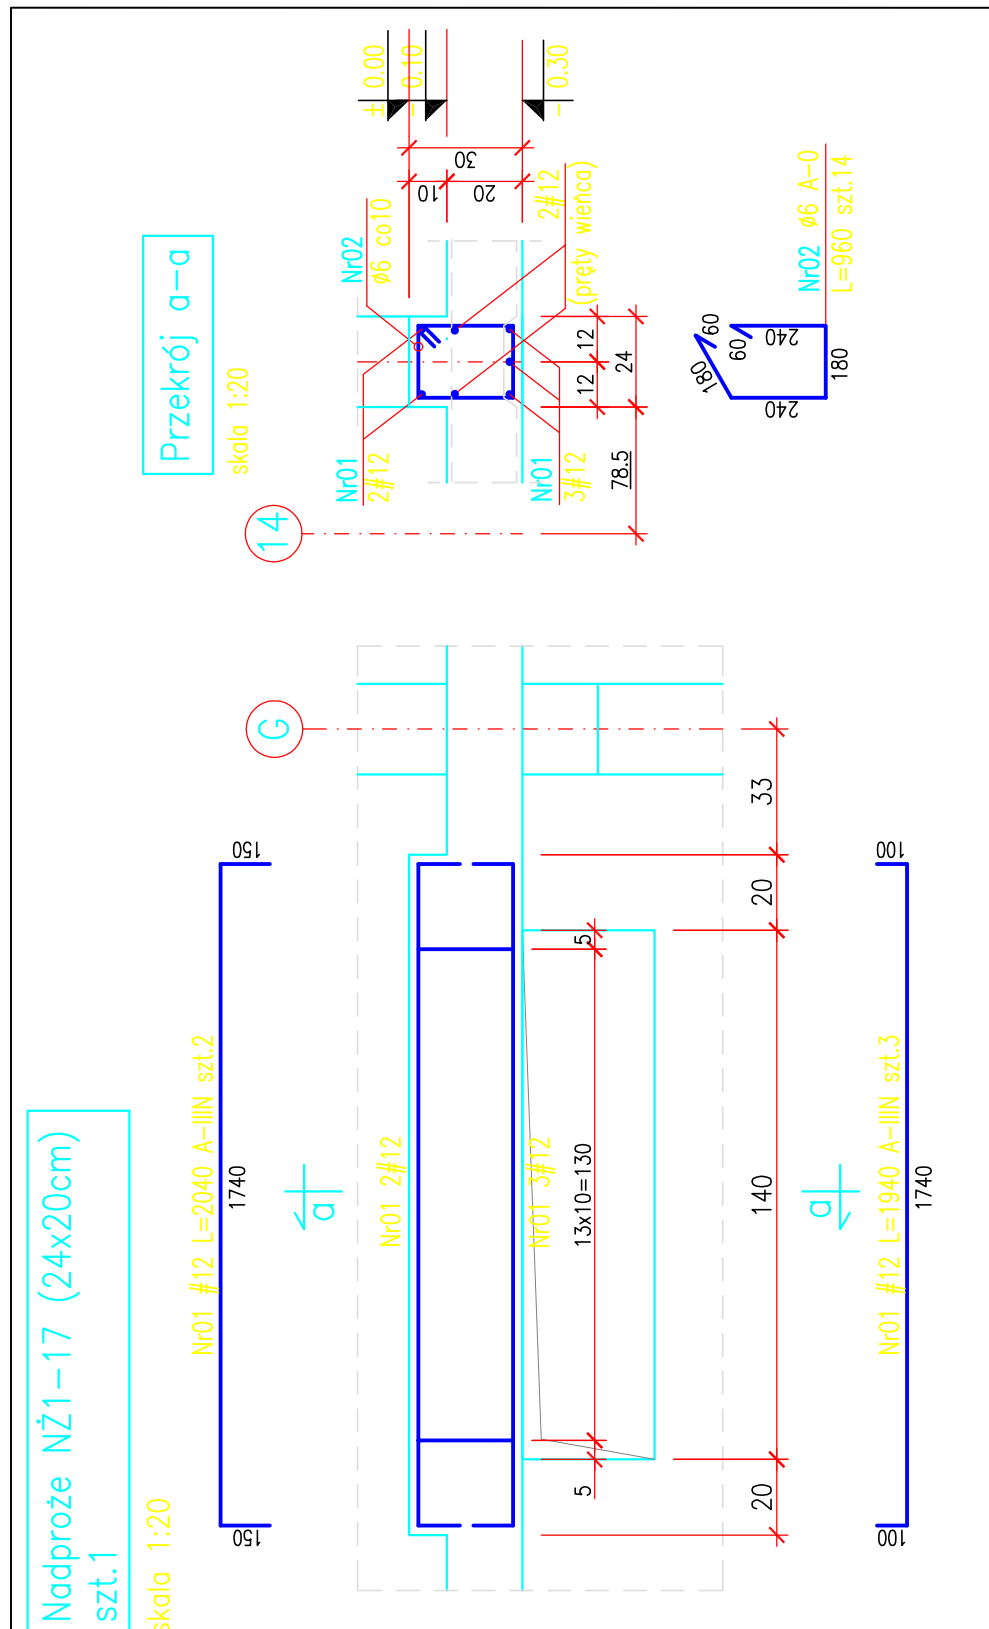 Nadproże NŻ1-17 (24x20cm)
szt.1
skala 1:20
150
Nr01 #12 L=2040 A-IIIN szt.2
1740
150
a
Nr01 2#12
Nr01 3#12
5
13x10=130
5
20
140
20
33
G
a
Nr01 #12 L=1940 A-IIIN szt.3
100
1740
100
Przekrój a-a
skala 1:20
14
Nr01
2#12
Nr02
ø6 co10
Nr01
3#12
2#12
(pręty wieńca)
± 0.00
- 0.10
- 0.30
10
20
30
78.5
12
12
24
180
60
60
240
240
180
Nr02 ø6 A-0
L=960 szt.14